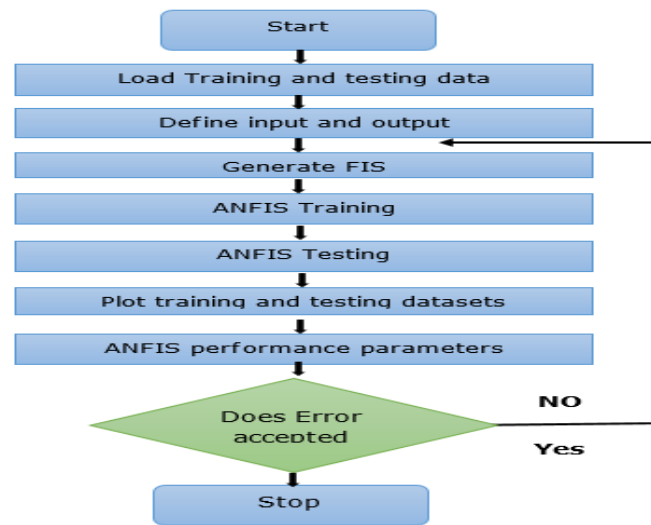 Start
Load Training and testing data
Define input and output
Generate FIS
ANFIS Training
ANFIS Testing
Plot training and testing datasets
ANFIS performance parameters
Does Error
accepted
NO
Yes
Stop